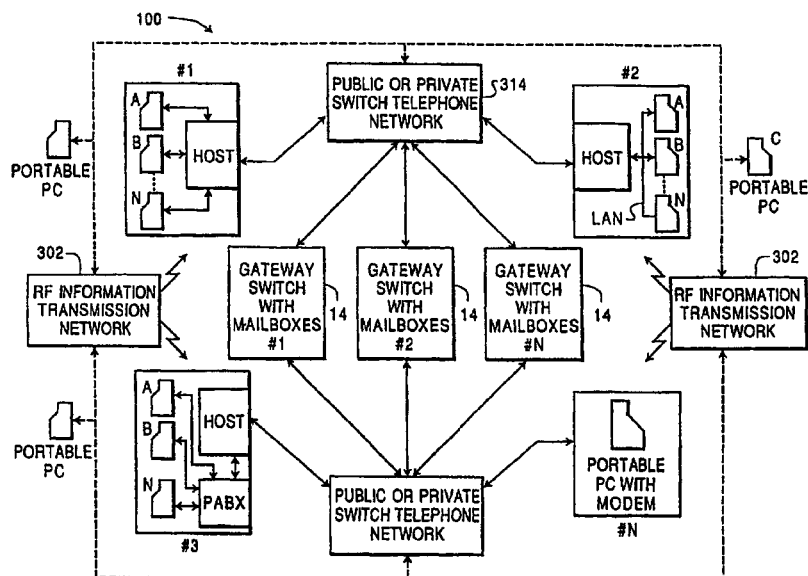 100
#1
PUBLIC OR PRIVATE
SWITCH TELEPHONE
NETWORK
314
#2
A
B
N
HOST
HOST
A
B
N
LAN
PORTABLE
PC
C
PORTABLE
PC
302
RF INFORMATION
TRANSMISSION
NETWORK
GATEWAY
SWITCH
WITH
MAILBOXES
#1
14
GATEWAY
SWITCH
WITH
MAILBOXES
#2
14
GATEWAY
SWITCH
WITH
MAILBOXES
#N
14
302
RF INFORMATION
TRANSMISSION
NETWORK
PORTABLE
PC
A
B
N
HOST
PABX
#3
PUBLIC OR PRIVATE
SWITCH TELEPHONE
NETWORK
PORTABLE
PC WITH
MODEM
#N